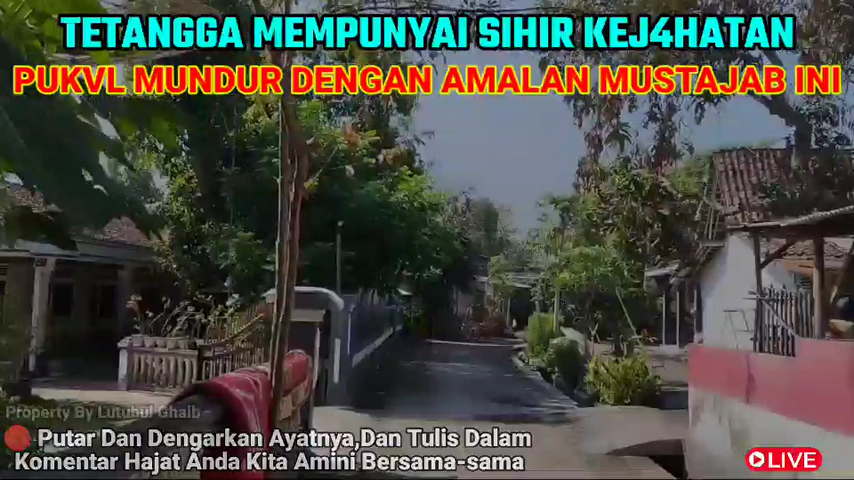 TETANGGA MEMPUNYAI SIHIR KEJ4HATAN
PUKVL MUNDUR DENGAN AMALAN MUSTAJAB INI
Property By Lutubul Ghaib -
Putar Dan Dengarkan Ayatnya,Dan Tulis Dalam
Komentar Hajat Anda Kita Amini Bersama-sama
LIVE